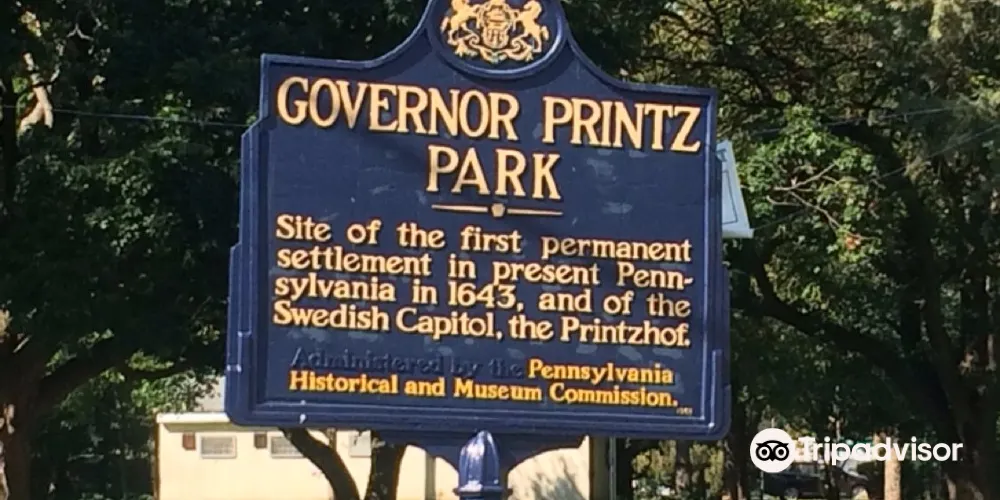 GOVERNOR PRINTZ
PARK
Site of the first permanent
settlement in present Penn-
sylvania in 1643, and of the
Swedish Capitol, the Printzhof.
Administered by the Pennsylvania
Historical and Museum Commission.
Tripadvisor